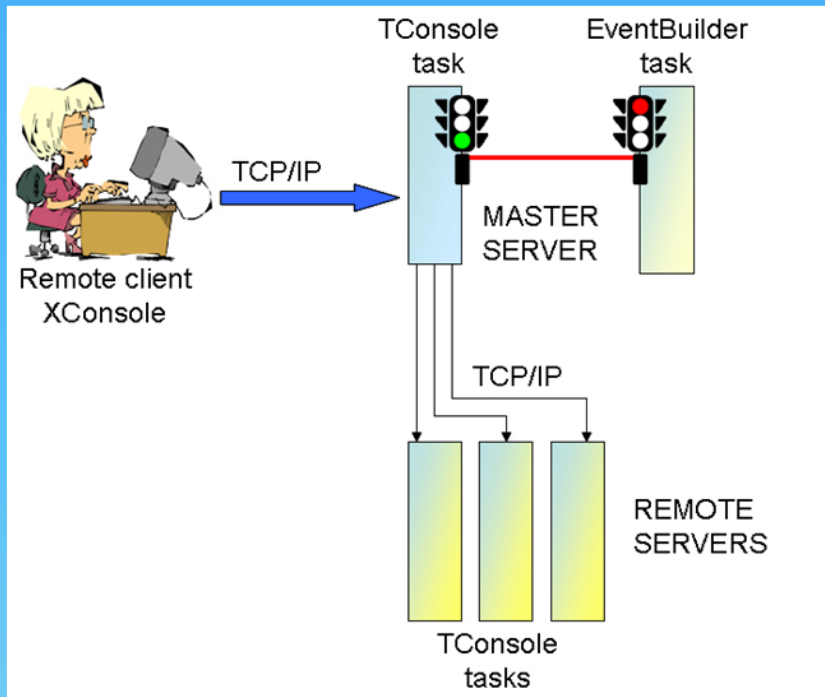 TConsole
task
EventBuilder
task
TCP/IP
MASTER
SERVER
Remote client
XConsole
TCP/IP
REMOTE
SERVERS
TConsole
tasks